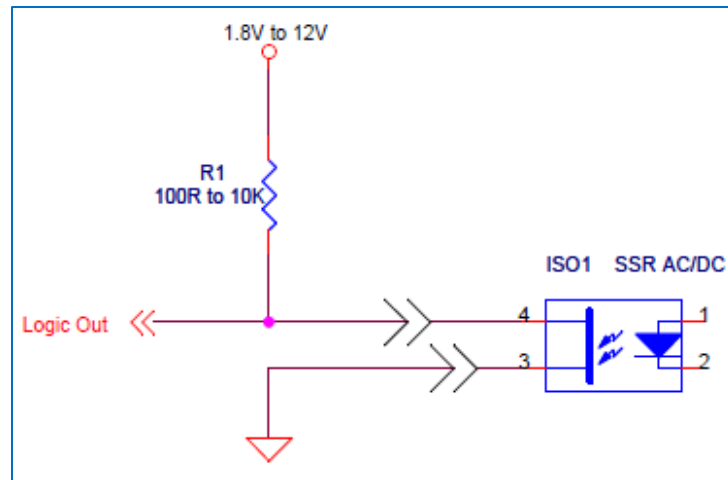 1.8V to 12V
R1
100R to 10K
ISO1 SSR AC/DC
Logic Out
4
1
3
2